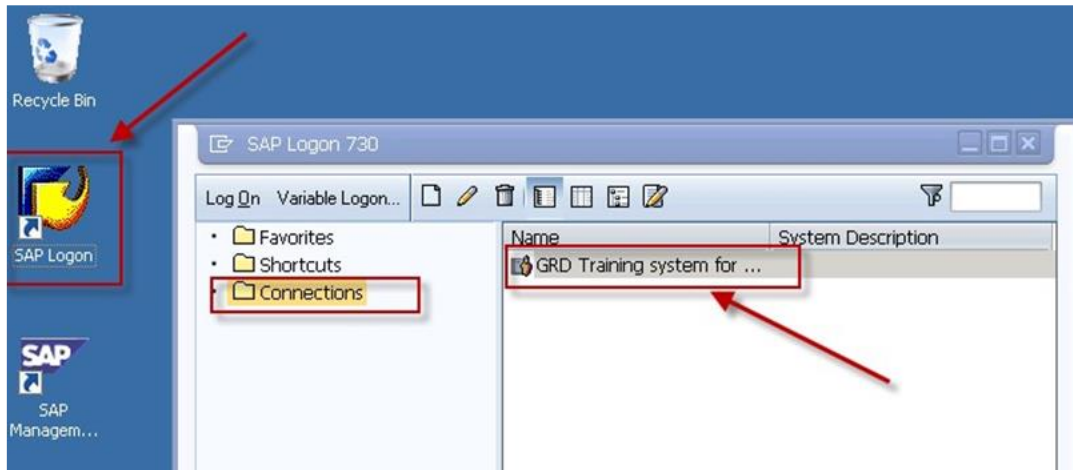 Recycle Bin
SAP Logon
SAP
SAP
Managem...
SAP Logon 730
Log On Variable Logon...
Favorites
Shortcuts
Connections
Name System Description
GRD Training system for ...